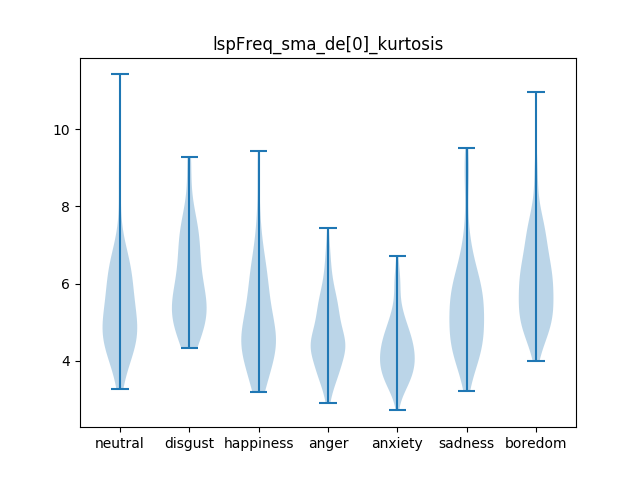 lspFreq_sma_de[0]_kurtosis
10
8
6
4
neutral disgust happiness anger anxiety sadness boredom